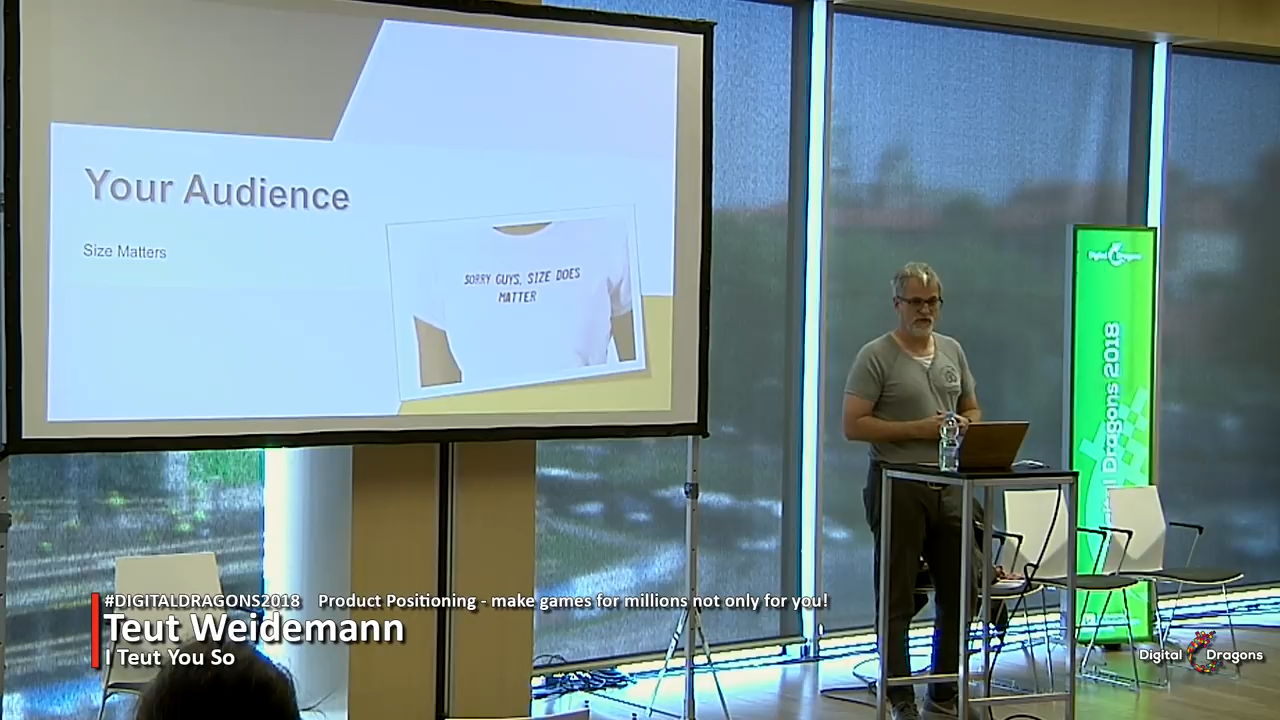 Your Audience
Size Matters
SORRY GUYS, SIZE DOES
MATTER
Digital Dragons
Digital Dragons 2018
#DIGITALDRAGONS2018 Product Positioning - make games for millions not only for you!
Teut Weidemann
I Teut You So
Digital Dragons